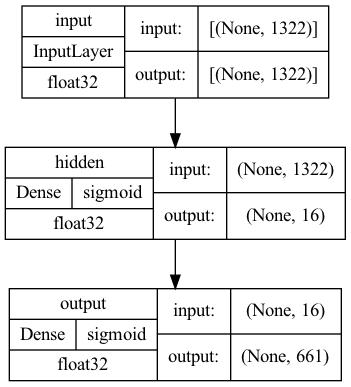 input
InputLayer
float32
input:
[(None, 1322)]
output:
[(None, 1322)]
hidden
Dense
sigmoid
float32
input:
(None, 1322)
output:
(None, 16)
output
Dense
sigmoid
float32
input:
(None, 16)
output:
(None, 661)